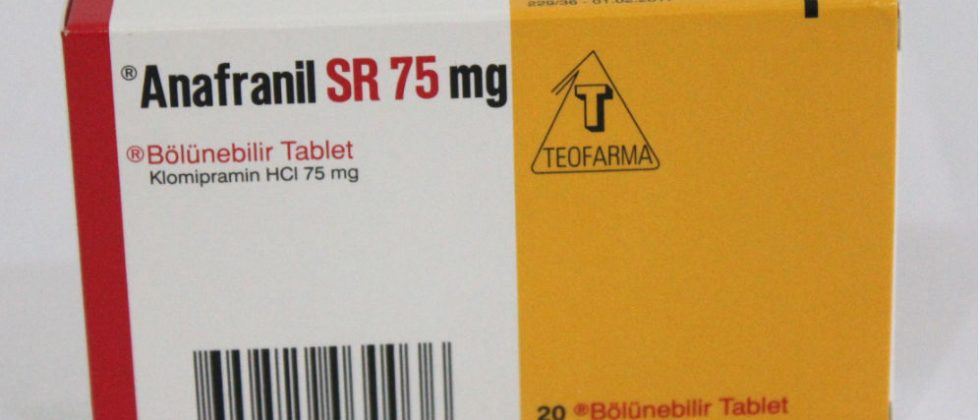 ®Anafranil SR 75 mg
®Bölünebilir Tablet
Klomipramin HCl 75 mg
T
TEOFARMA
20 ®Bölünebilir Tablet